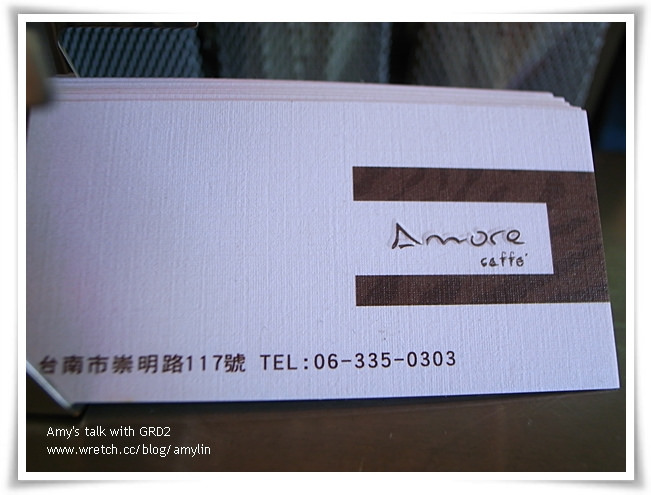 Amore
caffe'
台南市崇明路117號 TEL:06-335-0303
Amy's talk with GRD2
www.wretch.cc/blog/amylin